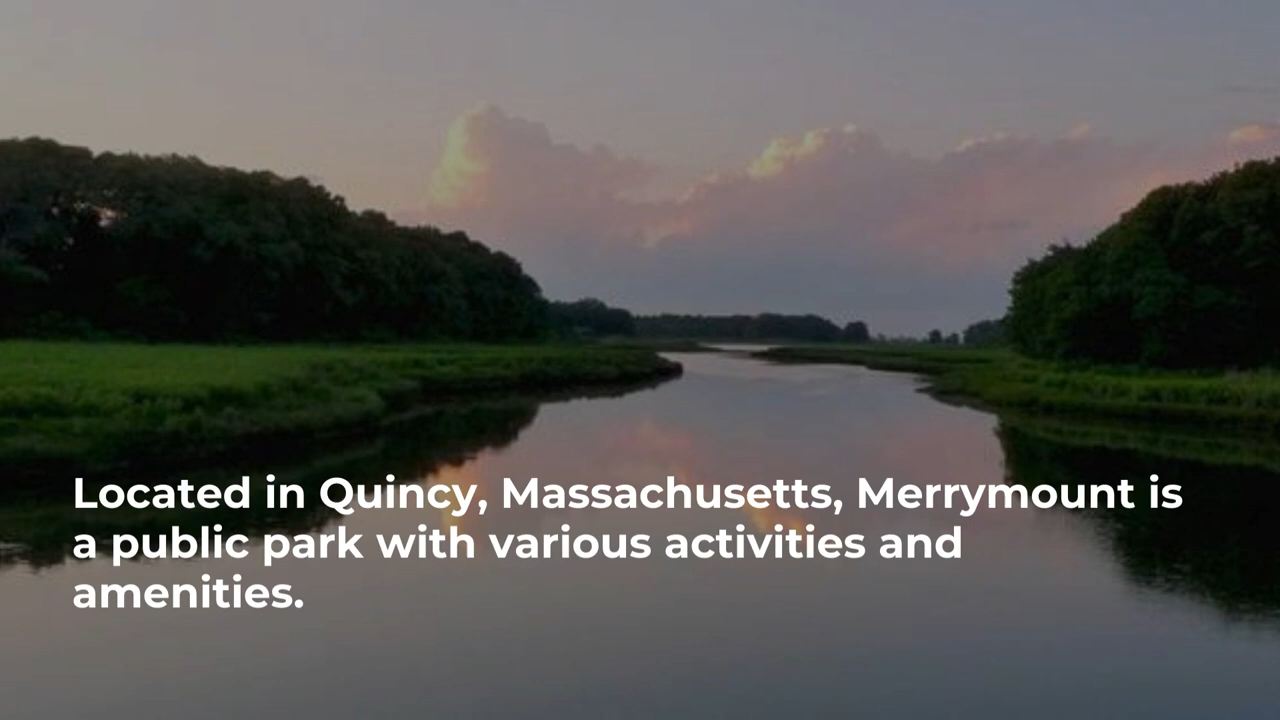 Located in Quincy, Massachusetts, Merrymount is
a public park with various activities and
amenities.